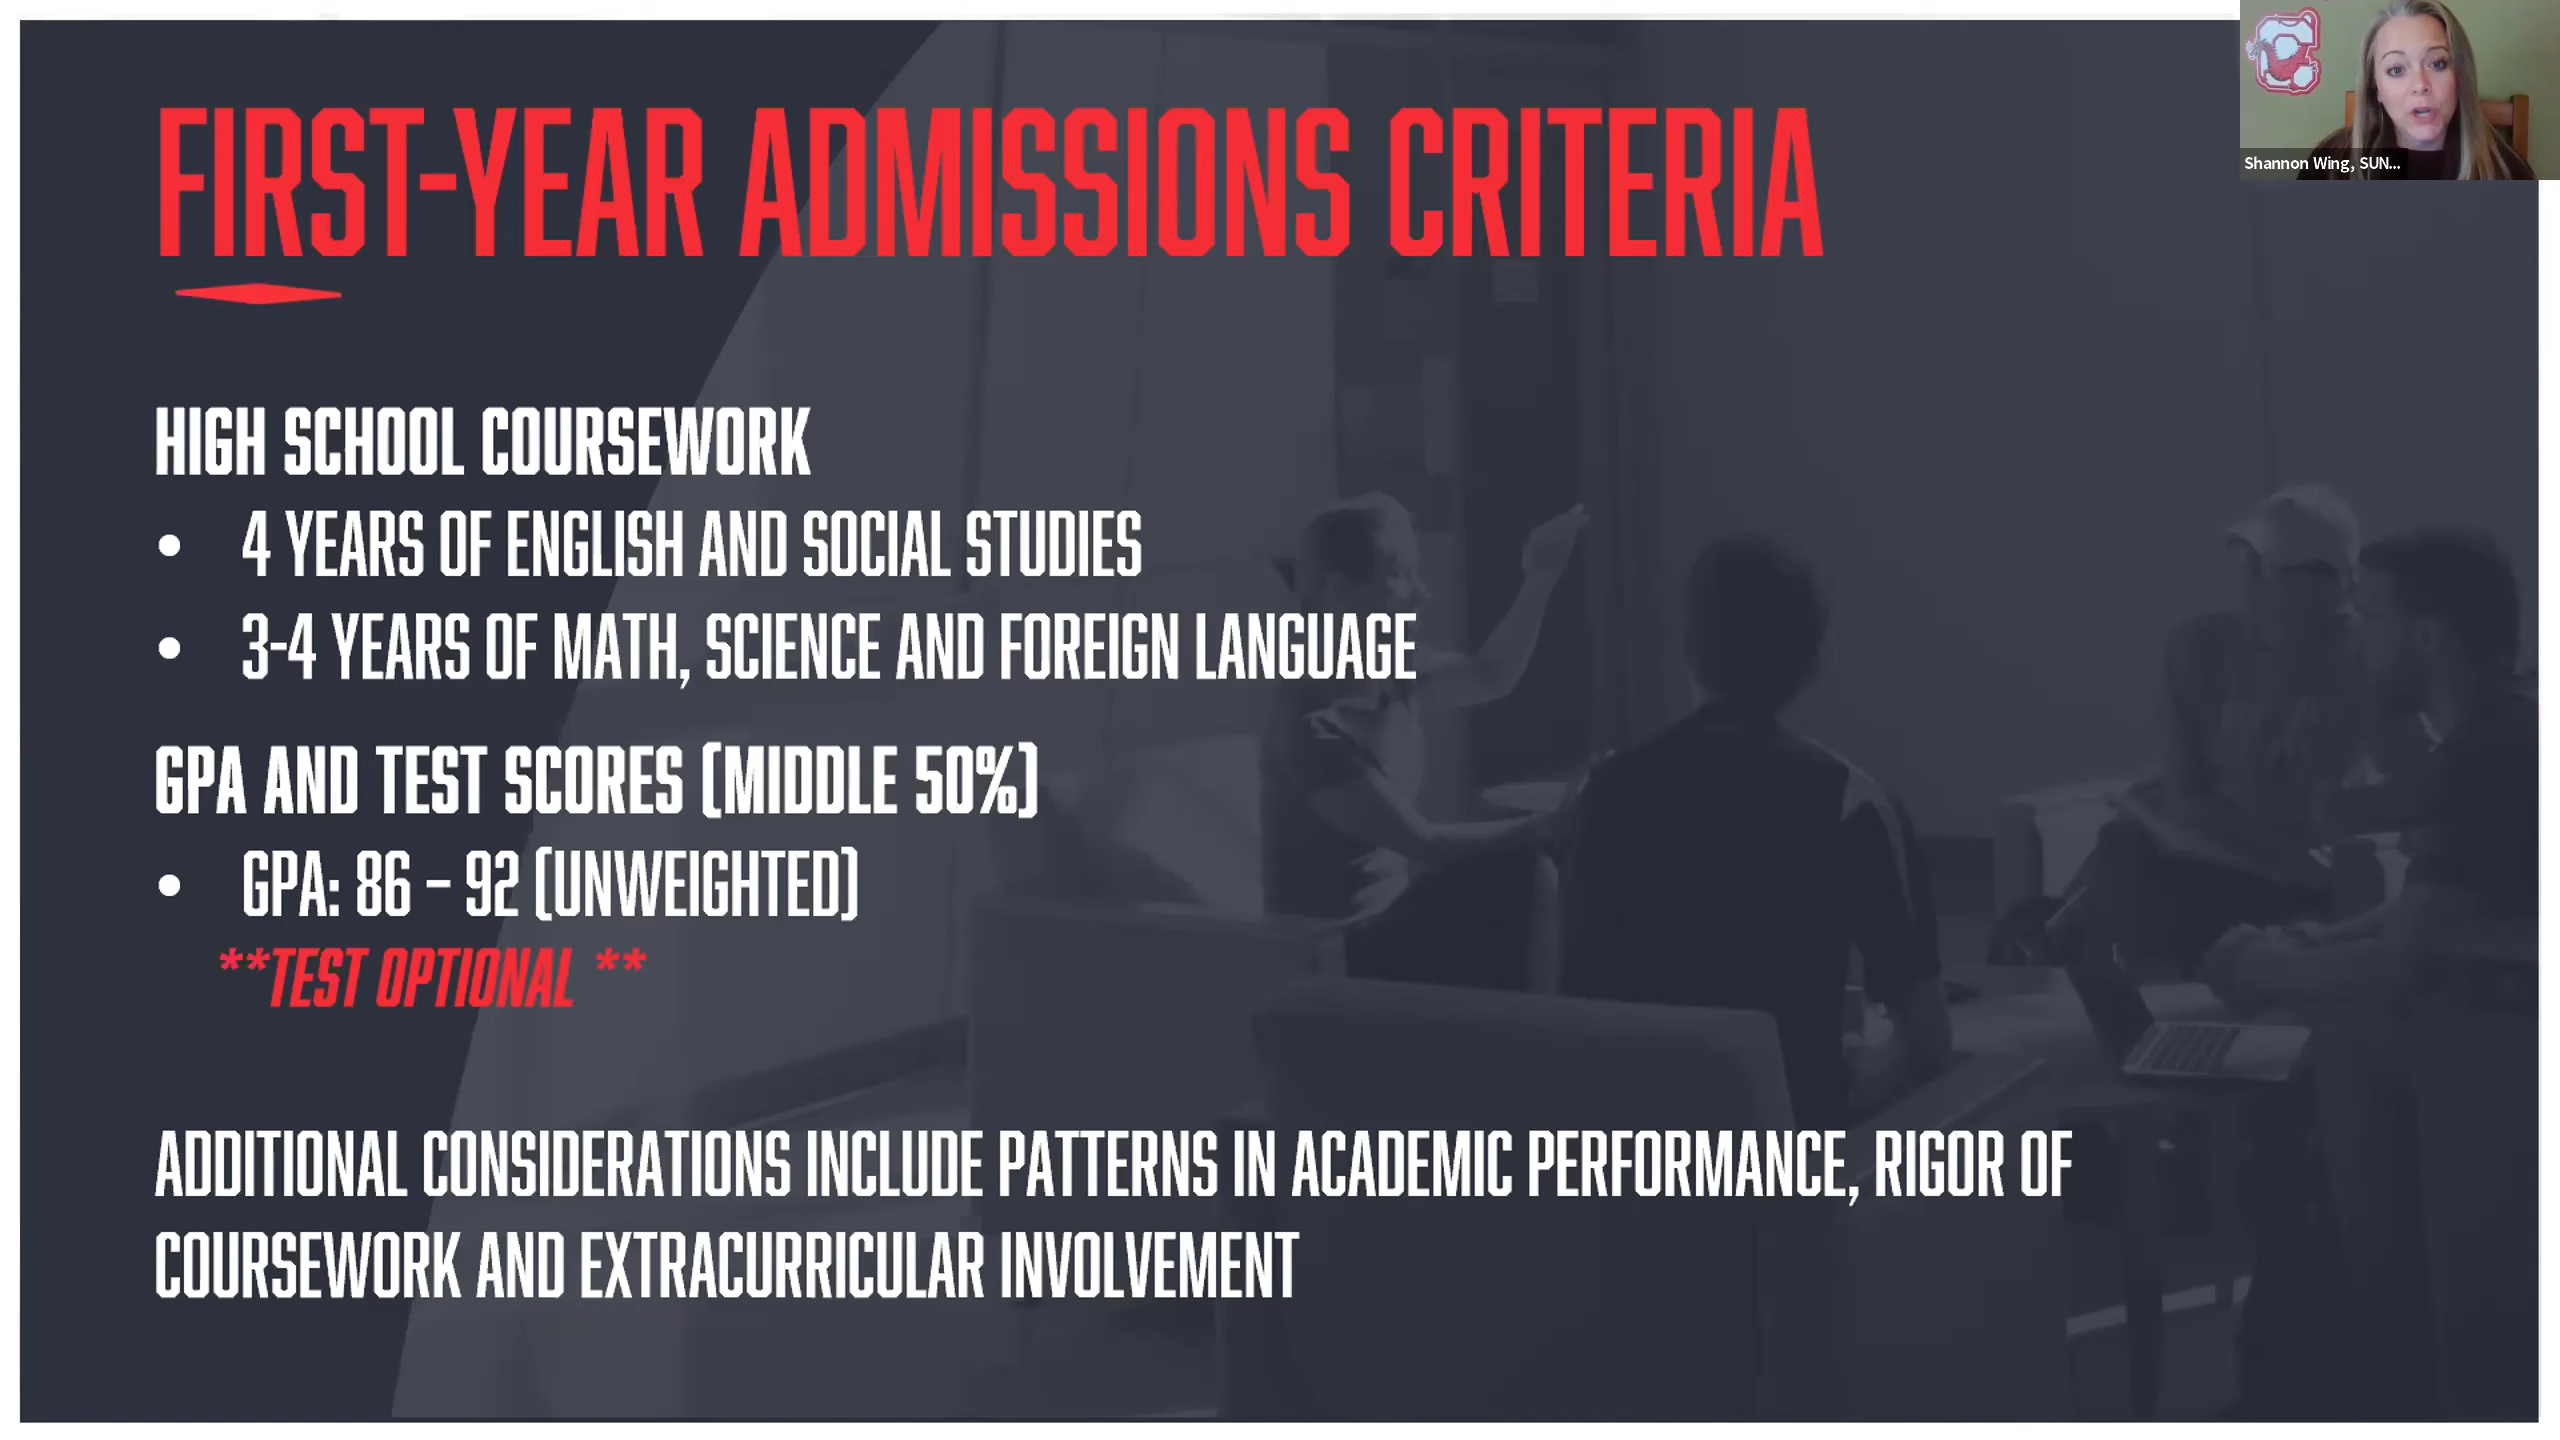 FIRST-YEAR ADMISSIONS CRITERIA
Shannon Wing, SUN...
HIGH SCHOOL COURSEWORK
• 4 YEARS OF ENGLISH AND SOCIAL STUDIES
• 3-4 YEARS OF MATH, SCIENCE AND FOREIGN LANGUAGE
GPA AND TEST SCORES (MIDDLE 50%)
• GPA: 86 – 92 (UNWEIGHTED)
**TEST OPTIONAL **
ADDITIONAL CONSIDERATIONS INCLUDE PATTERNS IN ACADEMIC PERFORMANCE, RIGOR OF
COURSEWORK AND EXTRACURRICULAR INVOLVEMENT